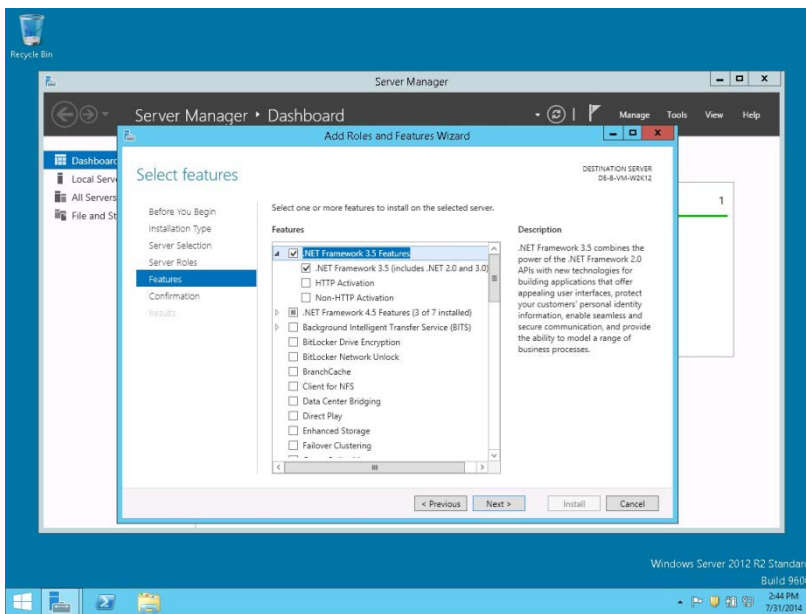 Recycle Bin
Server Manager
Server Manager • Dashboard
Manage Tools View Help
Dashboard
Local Serv
All Servers
File and St
1
Add Roles and Features Wizard
Select features
DESTINATION SERVER
DE-B-VM-W2K12
Before You Begin
Installation Type
Server Selection
Server Roles
Features
Confirmation
Results
Select one or more features to install on the selected server.
Features
.NET Framework 3.5 Features
.NET Framework 3.5 (includes .NET 2.0 and 3.0)
HTTP Activation
Non-HTTP Activation
.NET Framework 4.5 Features (3 of 7 installed)
Background Intelligent Transfer Service (BITS)
BitLocker Drive Encryption
BitLocker Network Unlock
BranchCache
Client for NFS
Data Center Bridging
Direct Play
Enhanced Storage
Failover Clustering
Description
.NET Framework 3.5 combines the
power of the .NET Framework 2.0
APIs with new technologies for
building applications that offer
appealing user interfaces, protect
your customers' personal identity
information, enable seamless and
secure communication, and provide
the ability to model a range of
business processes.
< Previous Next > Install Cancel
Windows Server 2012 R2 Standar
Build 960
2:44 PM
7/31/2014